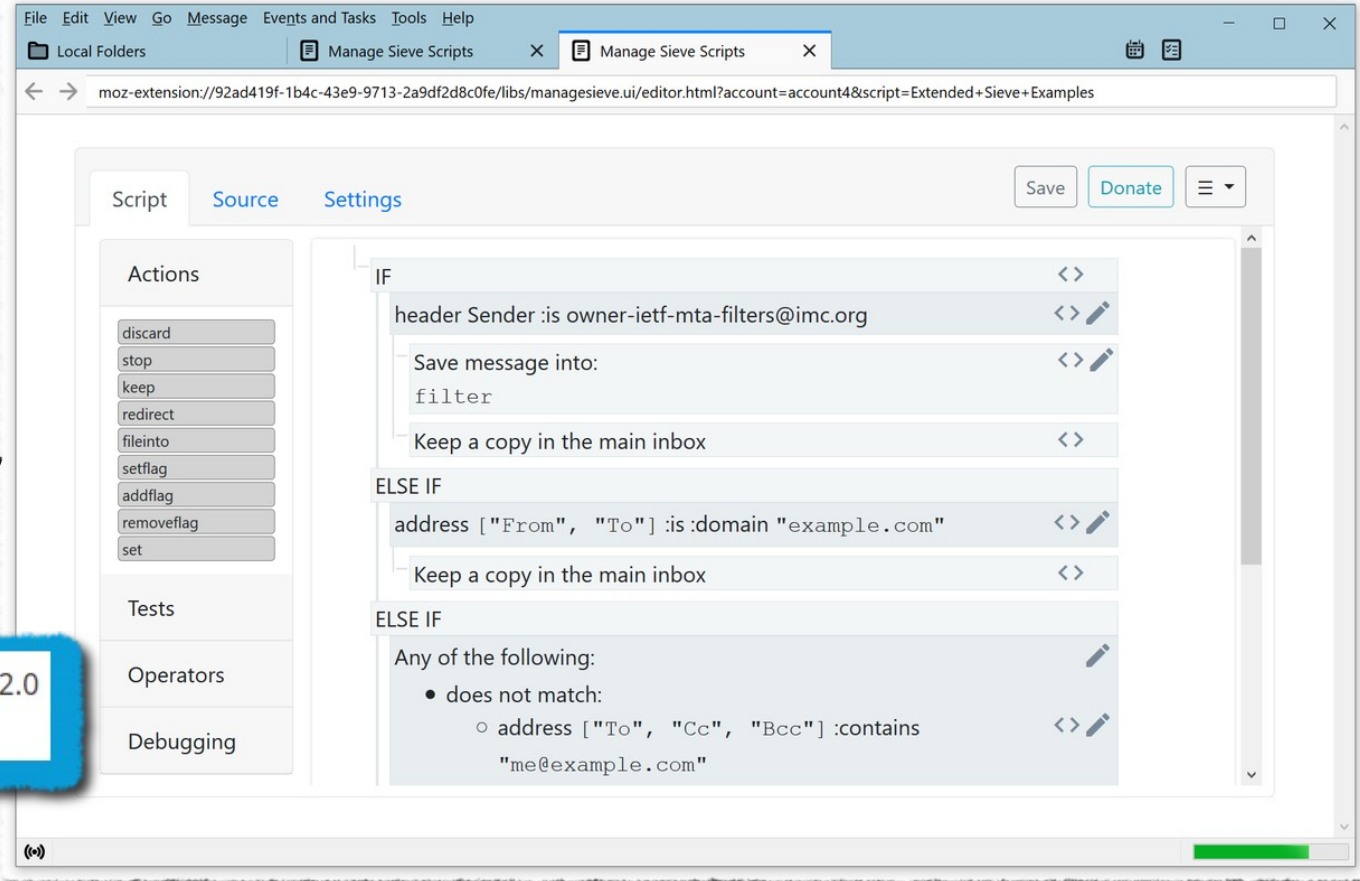 File Edit View Go Message Events and Tasks Tools Help
Local Folders Manage Sieve Scripts Manage Sieve Scripts
moz-extension://92ad419f-1b4c-43e9-9713-2a9df2d8c0fe/libs/managesieve.ui/editor.html?account=account4&script=Extended+Sieve+Examples
Script Source Settings Save Donate
Actions
discard
stop
keep
redirect
fileinto
setflag
addflag
removeflag
set
Tests
Operators
Debugging
IF
header Sender :is owner-ietf-mta-filters@imc.org
Save message into:
filter
Keep a copy in the main inbox
ELSE IF
address ["From", "To"] :is :domain "example.com"
Keep a copy in the main inbox
ELSE IF
Any of the following:
• does not match:
○ address ["To", "Cc", "Bcc"] :contains
"me@example.com"
2.0